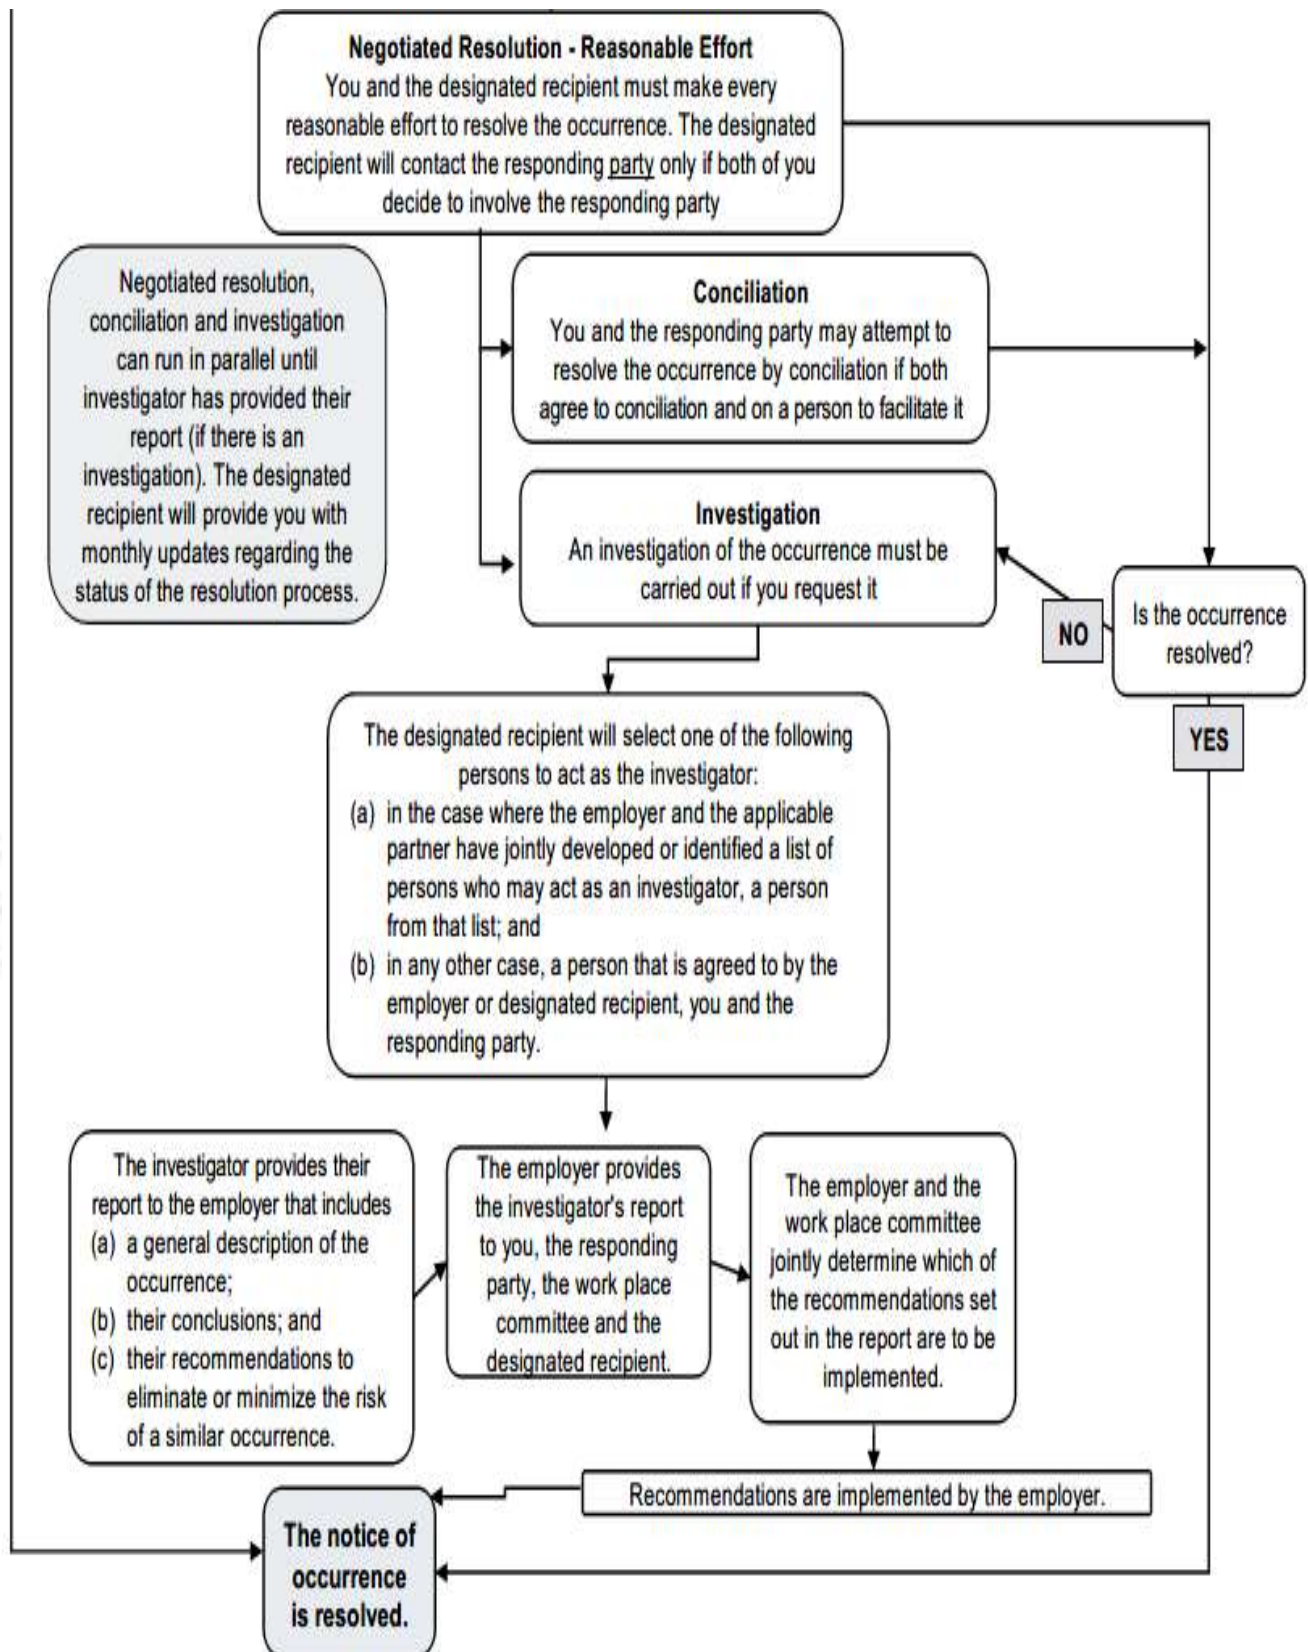 Negotiated Resolution - Reasonable Effort
You and the designated recipient must make every
reasonable effort to resolve the occurrence. The designated
recipient will contact the responding party only if both of you
decide to involve the responding party
Negotiated resolution,
conciliation and investigation
can run in parallel until
investigator has provided their
report (if there is an
investigation). The designated
recipient will provide you with
monthly updates regarding the
status of the resolution process.
Conciliation
You and the responding party may attempt to
resolve the occurrence by conciliation if both
agree to conciliation and on a person to facilitate it
Investigation
An investigation of the occurrence must be
carried out if you request it
NO
Is the occurrence
resolved?
YES
The designated recipient will select one of the following
persons to act as the investigator:
(a) in the case where the employer and the applicable
partner have jointly developed or identified a list of
persons who may act as an investigator, a person
from that list; and
(b) in any other case, a person that is agreed to by the
employer or designated recipient, you and the
responding party.
The investigator provides their
report to the employer that includes
(a) a general description of the
occurrence;
(b) their conclusions; and
(c) their recommendations to
eliminate or minimize the risk
of a similar occurrence.
The employer provides
the investigator's report
to you, the responding
party, the work place
committee and the
designated recipient.
The employer and the
work place committee
jointly determine which of
the recommendations set
out in the report are to be
implemented.
Recommendations are implemented by the employer.
The notice of
occurrence
is resolved.